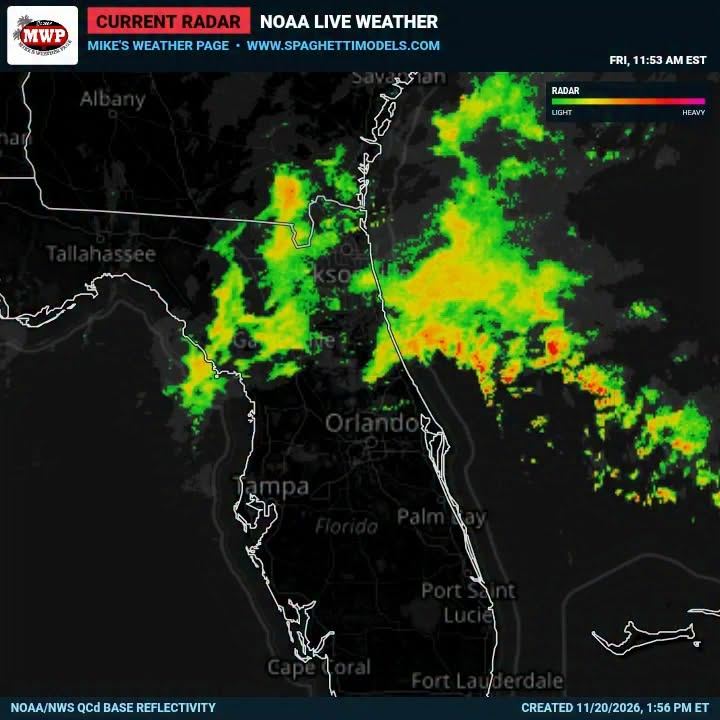 MWP
CURRENT RADAR NOAA LIVE WEATHER
MIKE'S WEATHER PAGE • WWW.SPAGHETTIMODELS.COM
FRI, 11:53 AM EST
RADAR
LIGHT HEAVY
Savannah
Albany
Tallahassee
Orlando
Tampa
Florida
Palm Bay
Port Saint
Lucie
Cape Coral
Fort Lauderdale
NOAA/NWS QCd BASE REFLECTIVITY
CREATED 11/20/2026, 1:56 PM ET